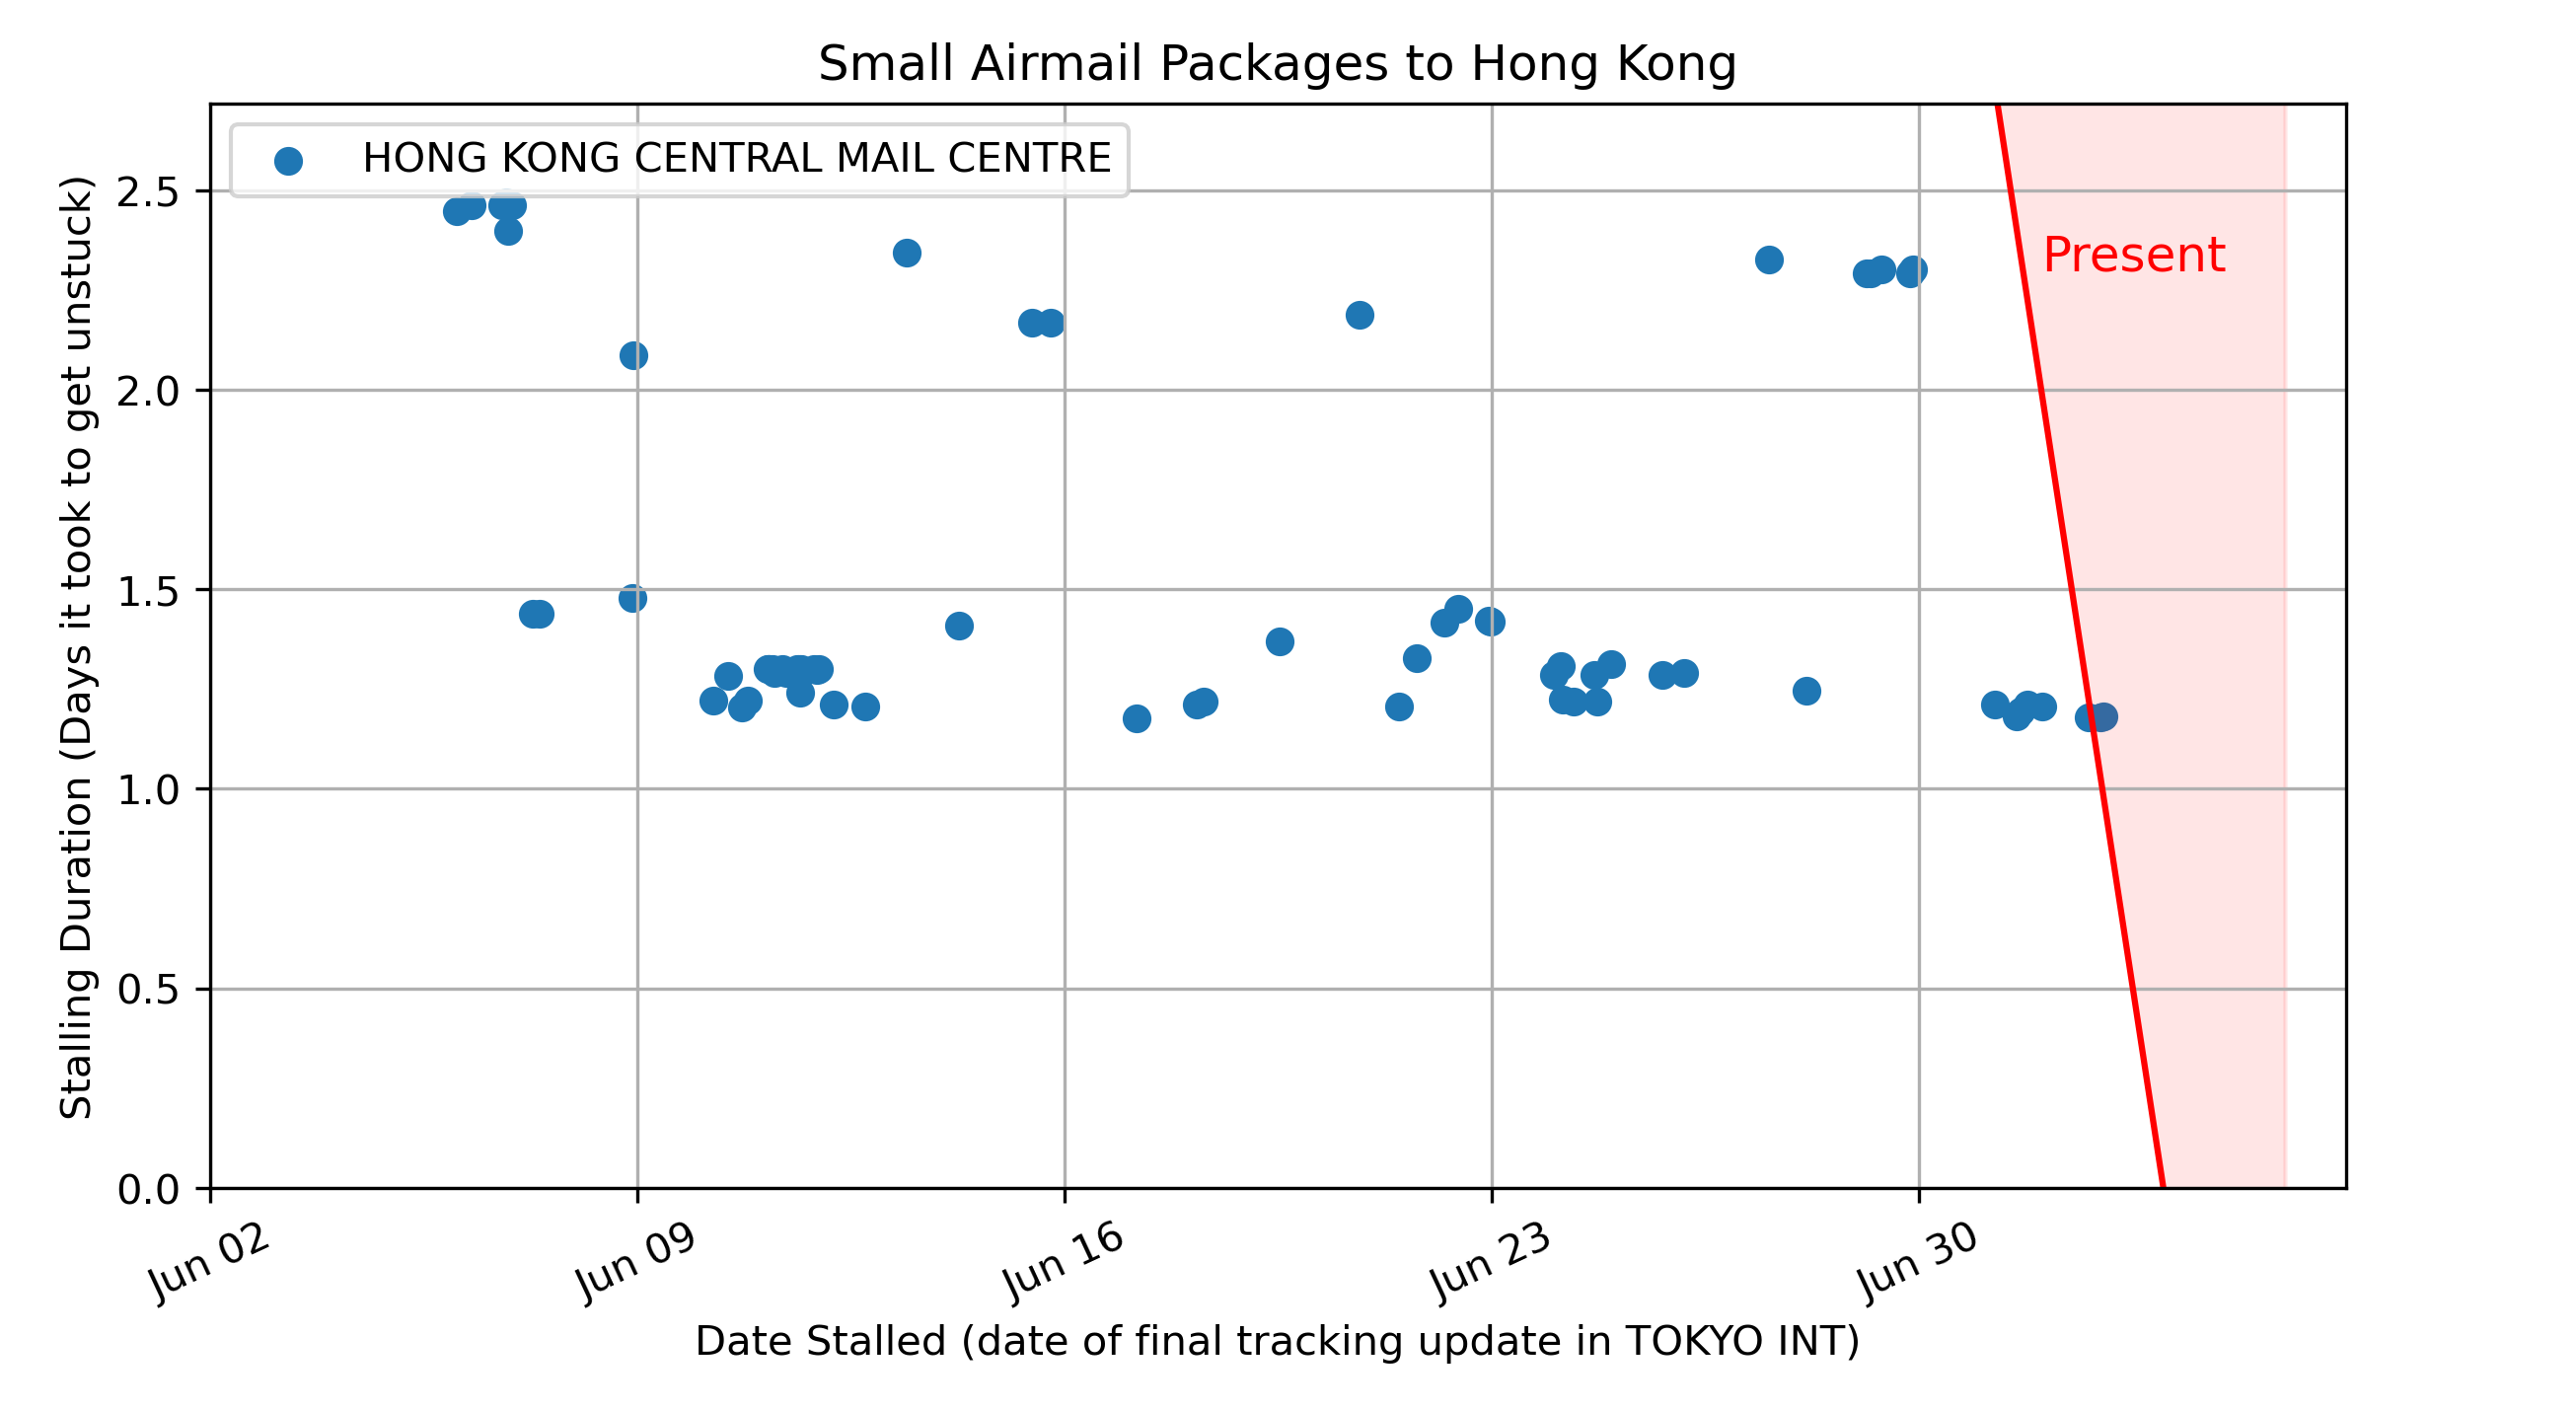 Small Airmail Packages to Hong Kong
HONG KONG CENTRAL MAIL CENTRE
Present
Stalling Duration (Days it took to get unstuck)
2.5
2.0
1.5
1.0
0.5
0.0
Jun 02
Jun 09
Jun 16
Jun 23
Jun 30
Date Stalled (date of final tracking update in TOKYO INT)